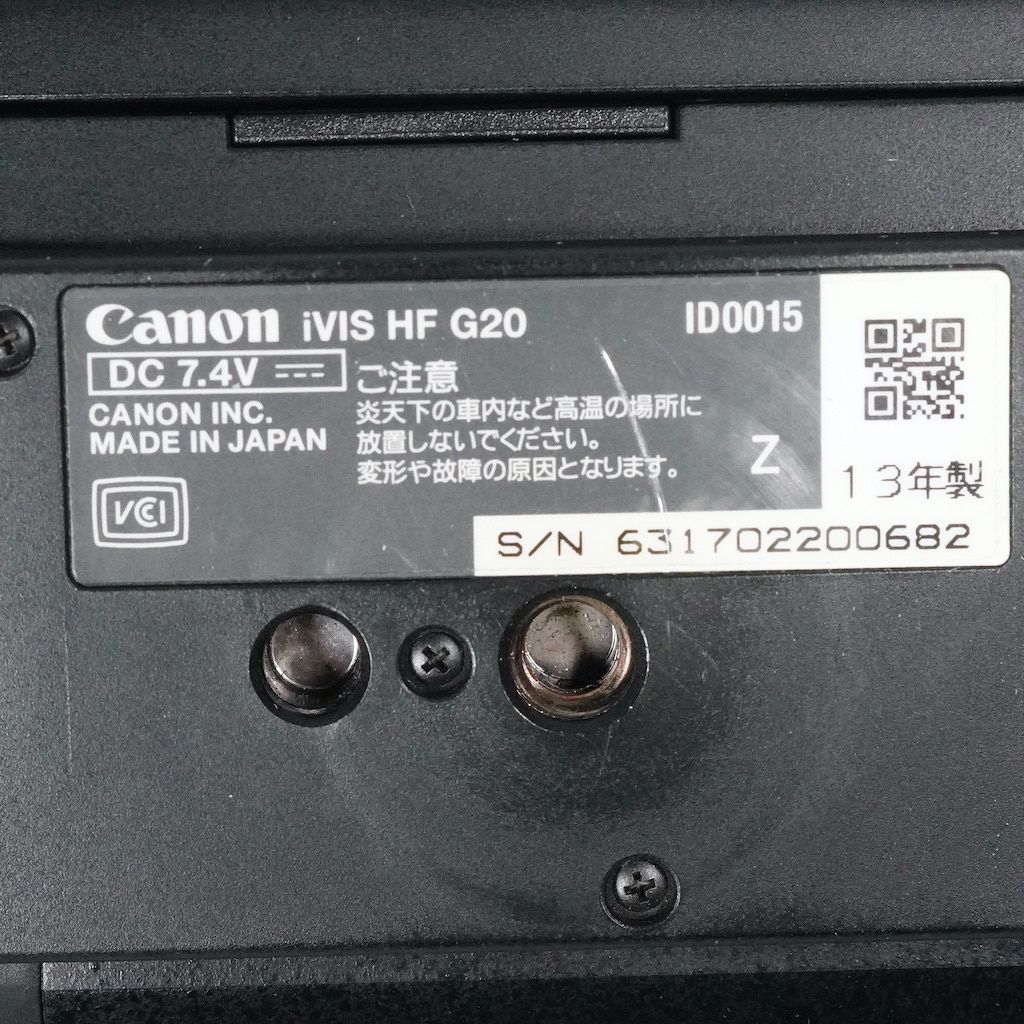 Canon iVIS HF G20 ID0015
DC 7.4V
CANON INC.
MADE IN JAPAN
VCCI
ご注意
炎天下の車内など高温の場所に
放置しないでください。
変形や故障の原因となります。
Z
13年製
S/N 631702200682